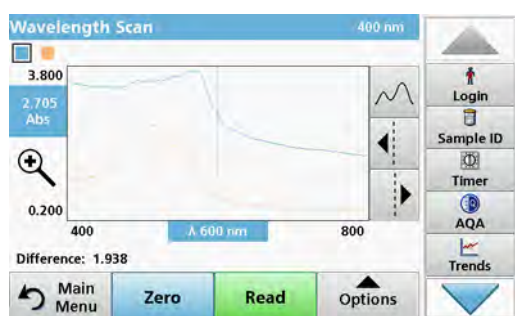 Wavelength Scan 400 nm
3.800
2.705
Abs
0.200
400 λ 600 nm 800
Difference: 1.938
Main
Menu
Zero
Read
Options
Login
Sample ID
Timer
AQA
Trends